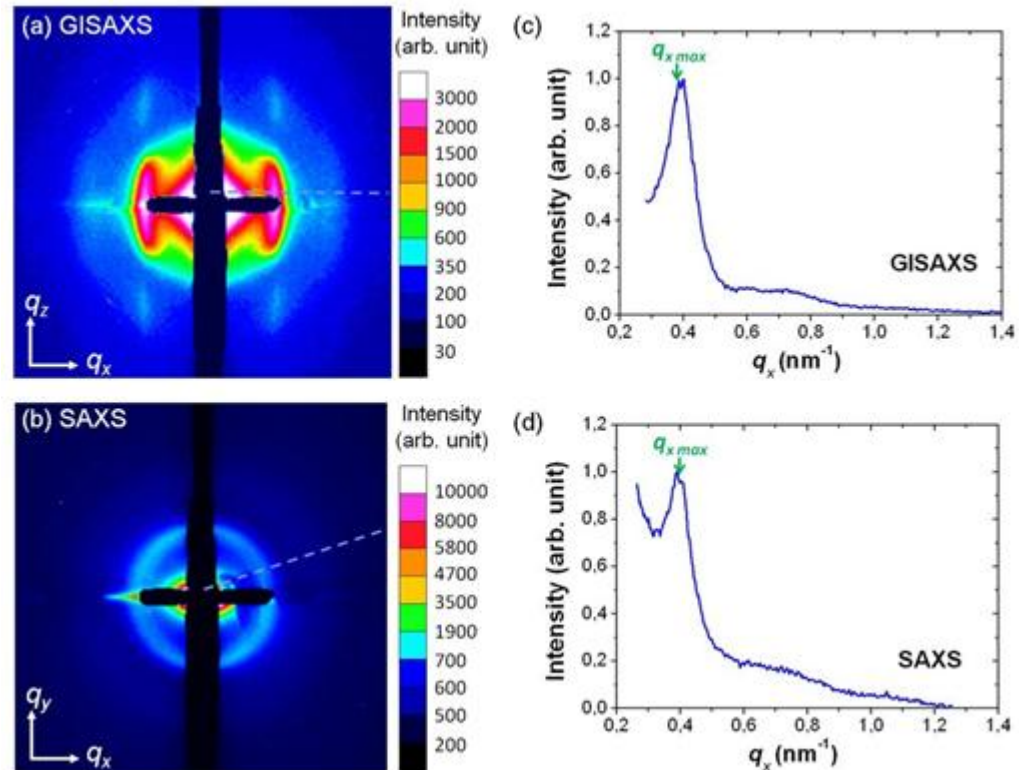 (a) GISAXS
Intensity
(arb. unit)
3000
2000
1500
1000
900
600
350
200
100
30
qz
qx
(c)
1.2
1.0
0.8
0.6
0.4
0.2
0.0
Intensity (arb. unit)
qx max
GISAXS
0.2 0.4 0.6 0.8 1.0 1.2 1.4
qx (nm-1)
(b) SAXS
Intensity
(arb. unit)
10000
8000
5800
4700
3500
1900
700
600
500
200
qy
qx
(d)
1,2
1,0
0,8
0,6
0,4
0,2
0,0
Intensity (arb. unit)
qx max
SAXS
0,2 0,4 0,6 0,8 1,0 1,2 1,4
qx (nm-1)